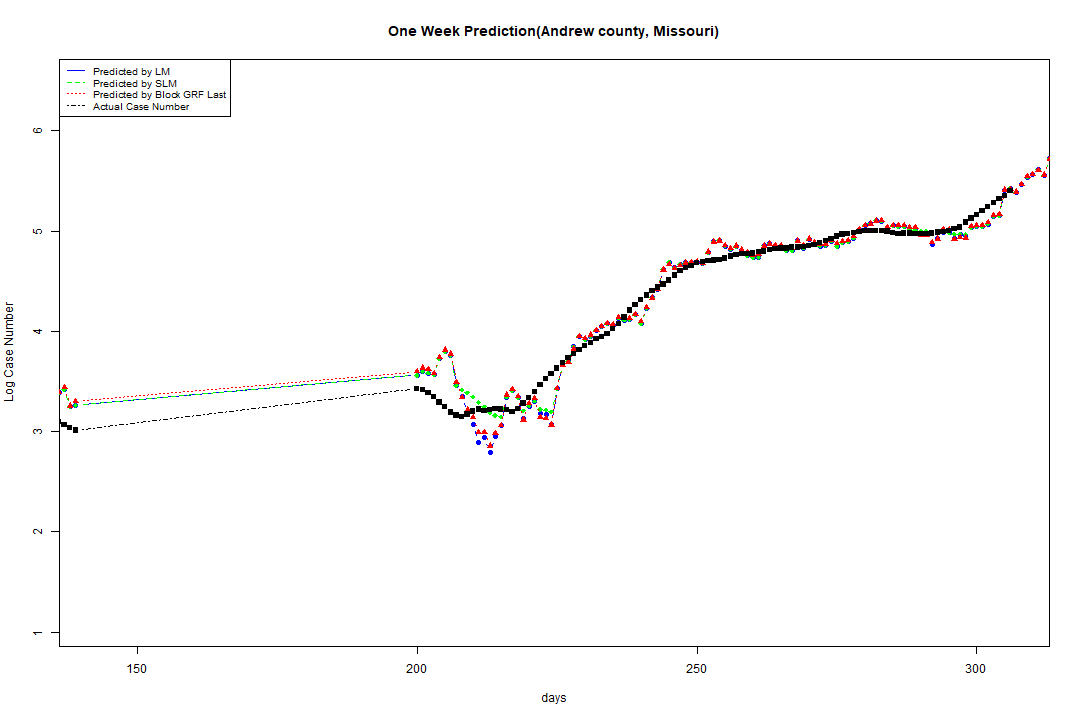 One Week Prediction(Andrew county, Missouri)
Predicted by LM
Predicted by SLM
Predicted by Block GRF Last
Actual Case Number
6
5
4
3
2
1
Log Case Number
150 200 250 300
days